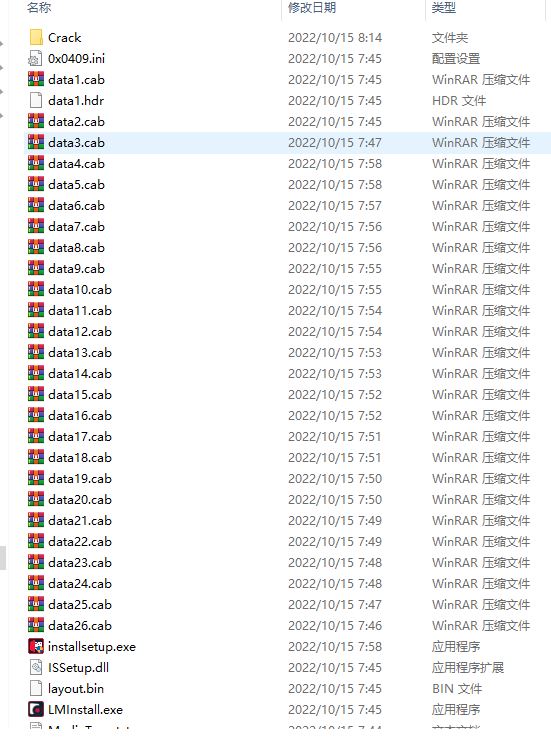 名称 修改日期 类型
Crack 2022/10/15 8:14 文件夹
0x0409.ini 2022/10/15 7:45 配置设置
data1.cab 2022/10/15 7:45 WinRAR 压缩文件
data1.hdr 2022/10/15 7:45 HDR 文件
data2.cab 2022/10/15 7:45 WinRAR 压缩文件
data3.cab 2022/10/15 7:47 WinRAR 压缩文件
data4.cab 2022/10/15 7:58 WinRAR 压缩文件
data5.cab 2022/10/15 7:58 WinRAR 压缩文件
data6.cab 2022/10/15 7:57 WinRAR 压缩文件
data7.cab 2022/10/15 7:56 WinRAR 压缩文件
data8.cab 2022/10/15 7:56 WinRAR 压缩文件
data9.cab 2022/10/15 7:55 WinRAR 压缩文件
data10.cab 2022/10/15 7:55 WinRAR 压缩文件
data11.cab 2022/10/15 7:54 WinRAR 压缩文件
data12.cab 2022/10/15 7:54 WinRAR 压缩文件
data13.cab 2022/10/15 7:53 WinRAR 压缩文件
data14.cab 2022/10/15 7:53 WinRAR 压缩文件
data15.cab 2022/10/15 7:52 WinRAR 压缩文件
data16.cab 2022/10/15 7:52 WinRAR 压缩文件
data17.cab 2022/10/15 7:51 WinRAR 压缩文件
data18.cab 2022/10/15 7:51 WinRAR 压缩文件
data19.cab 2022/10/15 7:50 WinRAR 压缩文件
data20.cab 2022/10/15 7:50 WinRAR 压缩文件
data21.cab 2022/10/15 7:49 WinRAR 压缩文件
data22.cab 2022/10/15 7:49 WinRAR 压缩文件
data23.cab 2022/10/15 7:48 WinRAR 压缩文件
data24.cab 2022/10/15 7:48 WinRAR 压缩文件
data25.cab 2022/10/15 7:47 WinRAR 压缩文件
data26.cab 2022/10/15 7:46 WinRAR 压缩文件
installsetup.exe 2022/10/15 7:58 应用程序
ISSetup.dll 2022/10/15 7:45 应用程序扩展
layout.bin 2022/10/15 7:45 BIN 文件
LMInstall.exe 2022/10/15 7:45 应用程序